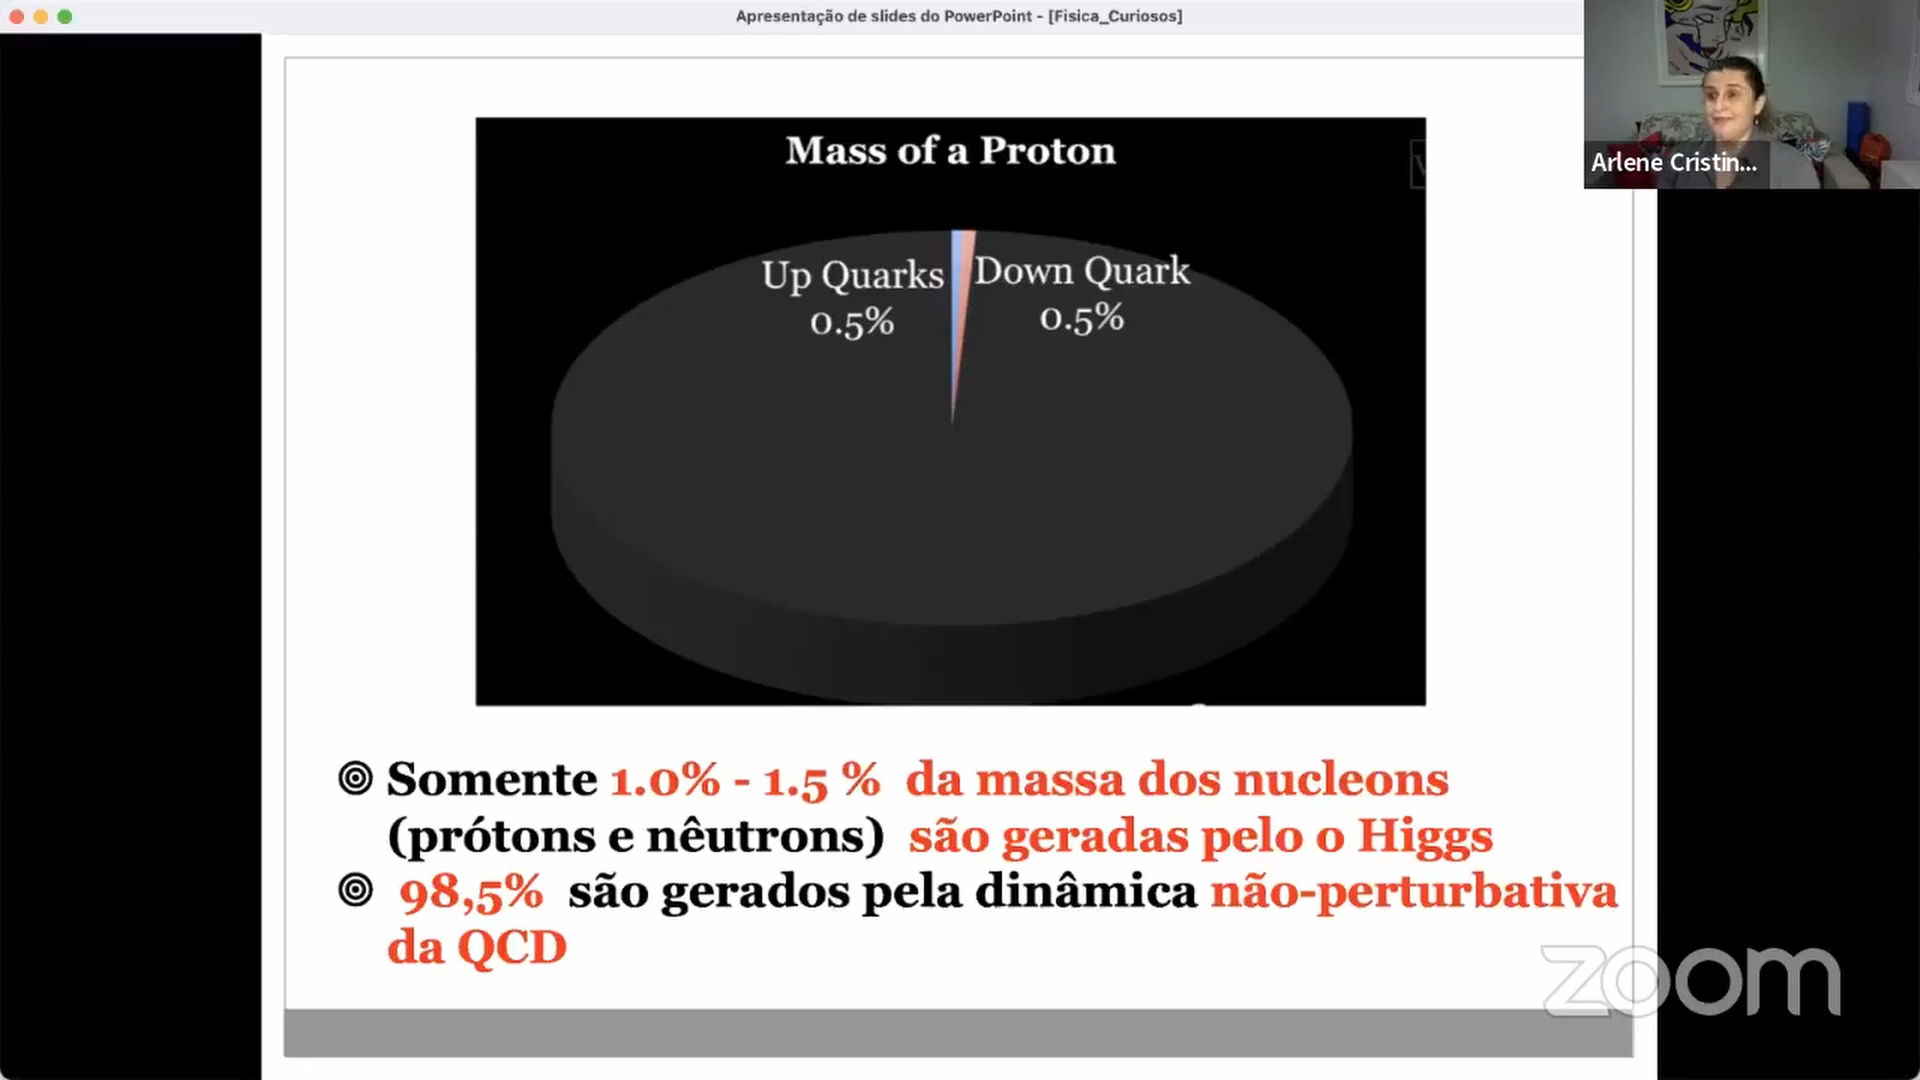 Apresentação de slides do PowerPoint - [Fisica_Curiosos]
Arlene Cristin...
Mass of a Proton
Up Quarks
0.5%
Down Quark
0.5%
Somente 1.0% - 1.5 % da massa dos nucleons
(prótons e nêutrons) são geradas pelo o Higgs
98,5% são gerados pela dinâmica não-perturbativa
da QCD
zoom